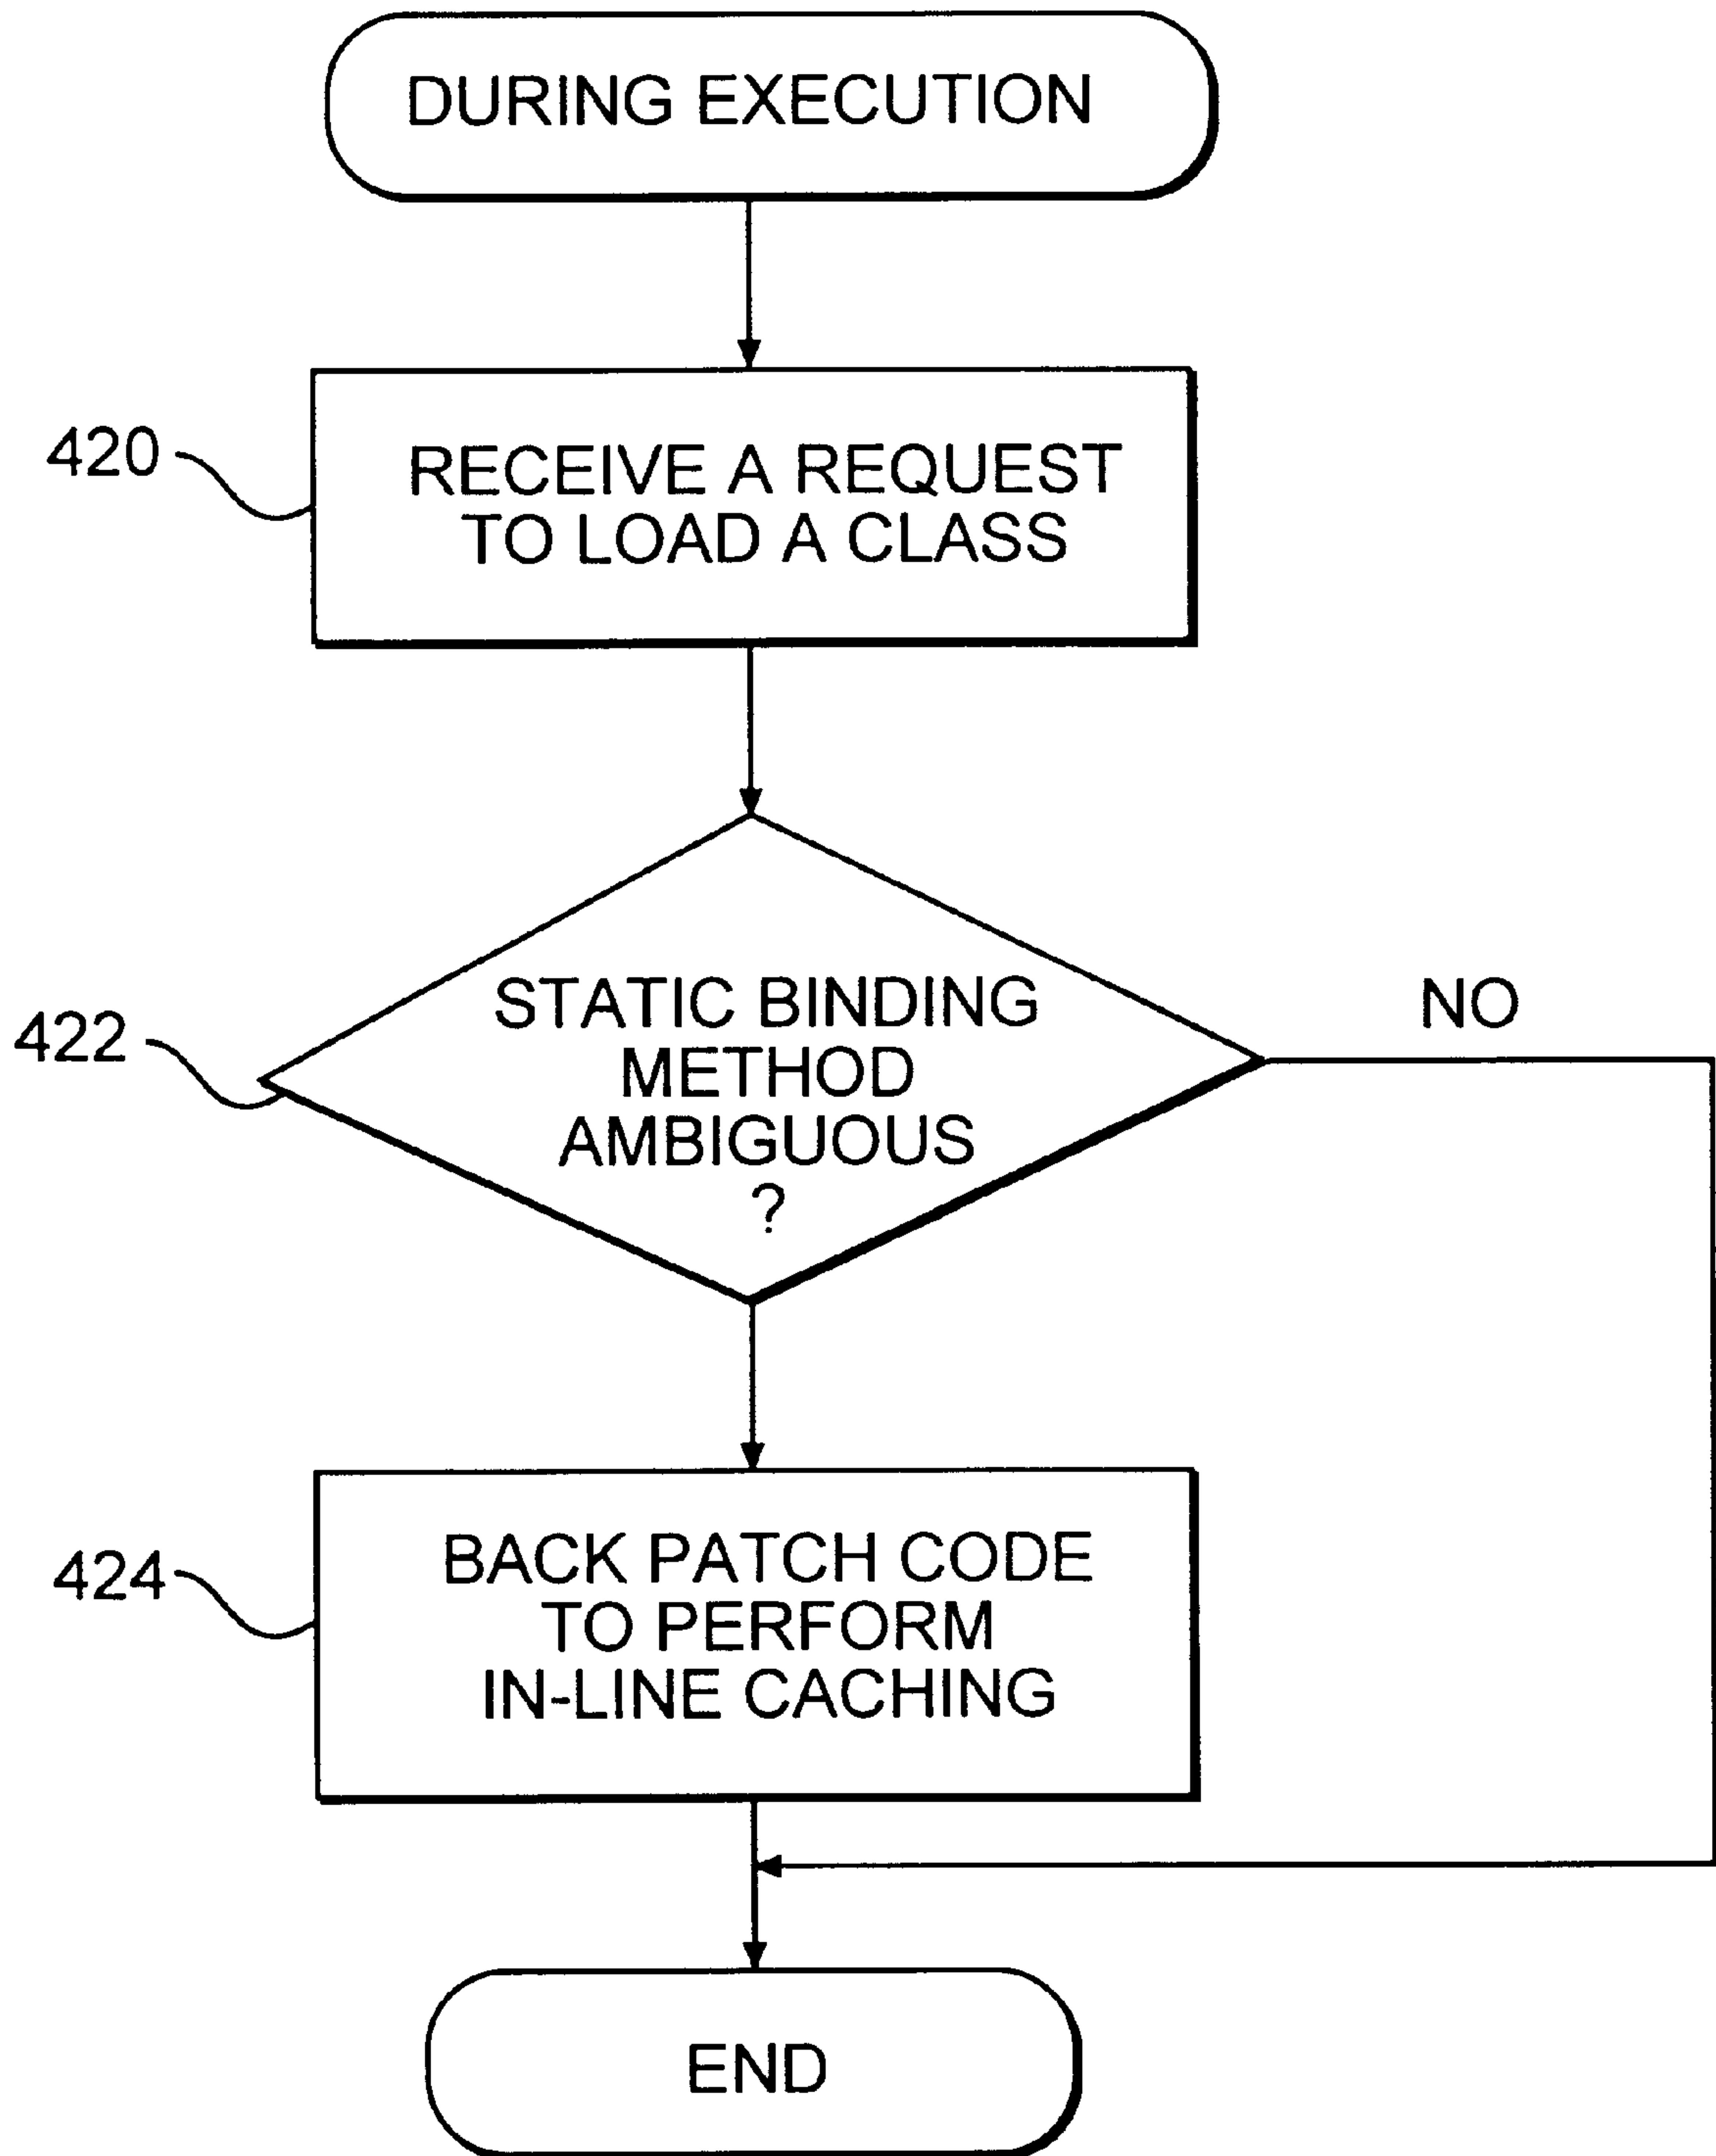 DURING EXECUTION
420
RECEIVE A REQUEST
TO LOAD A CLASS
422
STATIC BINDING
METHOD
AMBIGUOUS
?
NO
424
BACK PATCH CODE
TO PERFORM
IN-LINE CACHING
END